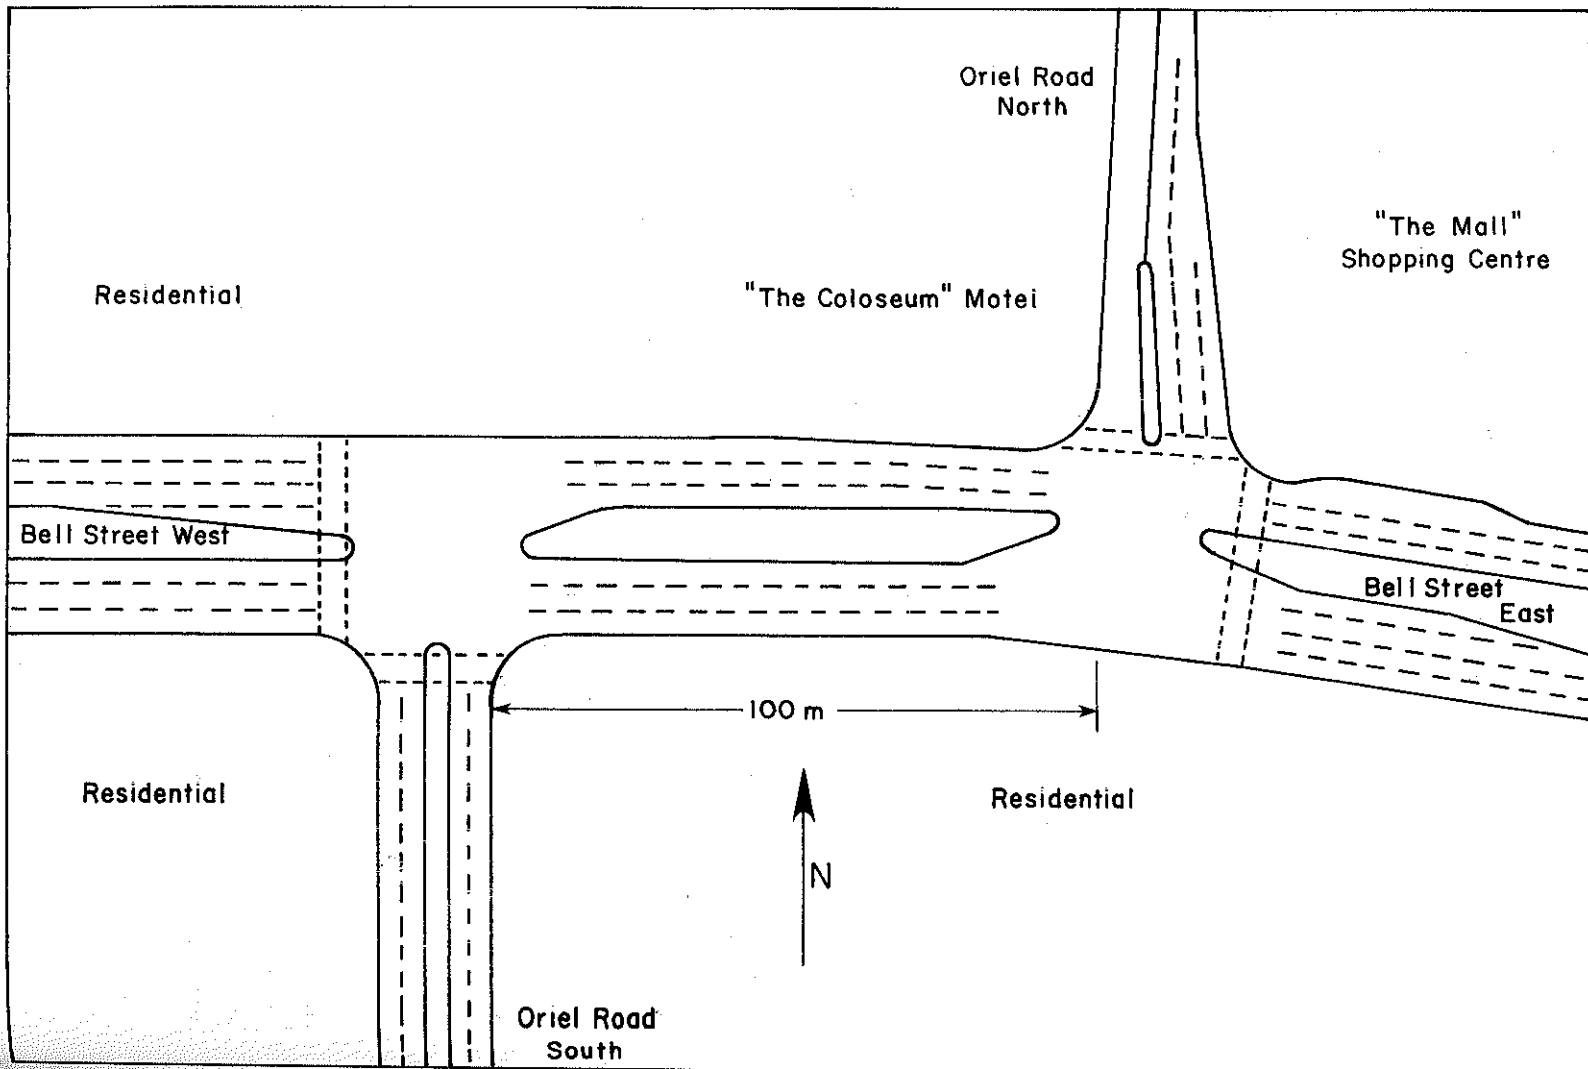 Oriel Road
North
"The Mall"
Shopping Centre
Residential
"The Coloseum" Motei
Bell Street West
Bell Street
East
100 m
Residential
Residential
N
Oriel Road
South